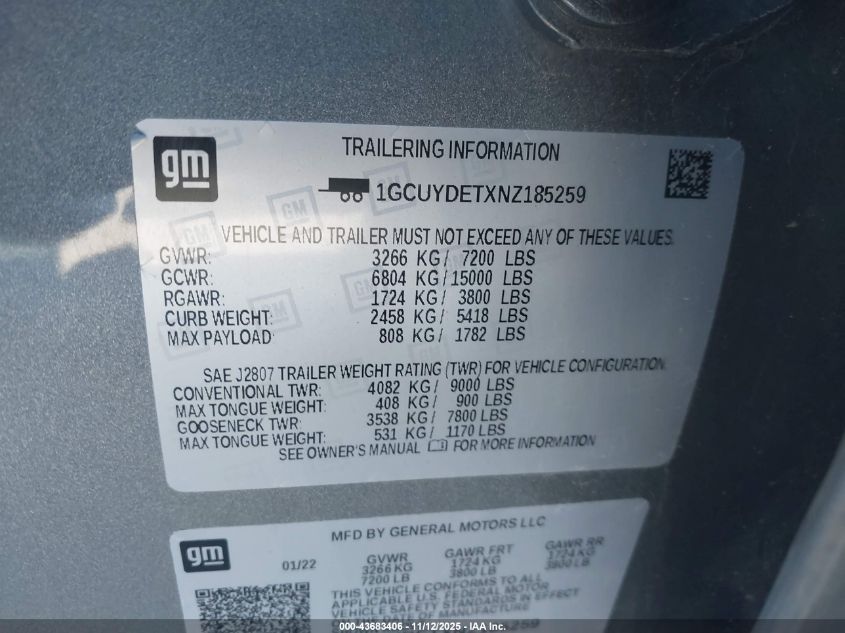 gm
TRAILERING INFORMATION
1GCUYDETXNZ185259
VEHICLE AND TRAILER MUST NOT EXCEED ANY OF THESE VALUES.
GVWR: 3266 KG/ 7200 LBS
GCWR: 6804 KG/15000 LBS
RGAWR: 1724 KG/ 3800 LBS
CURB WEIGHT: 2458 KG/ 5418 LBS
MAX PAYLOAD: 808 KG/ 1782 LBS
SAE J2807 TRAILER WEIGHT RATING (TWR) FOR VEHICLE CONFIGURATION.
CONVENTIONAL TWR: 4082 KG/ 9000 LBS
MAX TONGUE WEIGHT: 408 KG/ 900 LBS
GOOSENECK TWR: 3538 KG/ 7800 LBS
MAX TONGUE WEIGHT: 531 KG/ 1170 LBS
SEE OWNER'S MANUAL FOR MORE INFORMATION
gm
MFD BY GENERAL MOTORS LLC
01/22 GVWR GAWR FRT GAWR RR
3266 KG 1724 KG 1724 KG
7200 LB 3800 LB 3800 LB
THIS VEHICLE CONFORMS TO ALL
APPLICABLE U.S. FEDERAL MOTOR
VEHICLE SAFETY STANDARDS IN EFFECT
OF MANUFACTURE
000-43683406 - 11/12/2025 - IAA Inc.